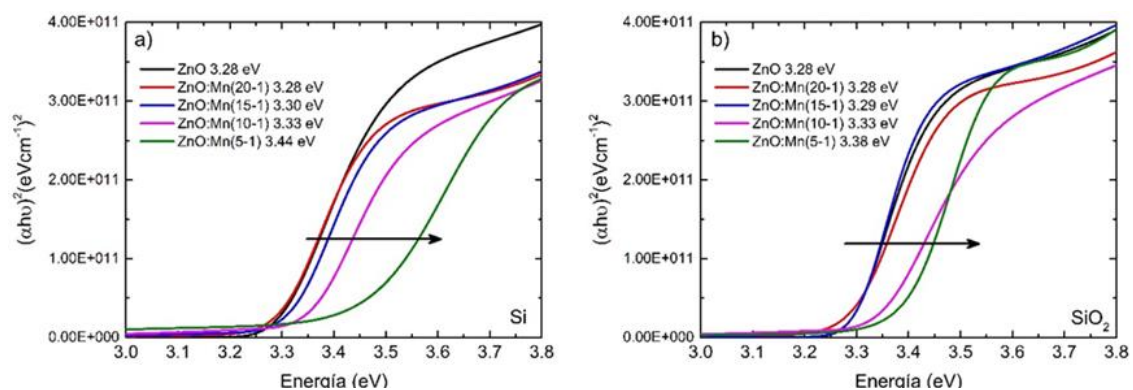 a)
ZnO 3.28 eV
ZnO:Mn(20-1) 3.28 eV
ZnO:Mn(15-1) 3.30 eV
ZnO:Mn(10-1) 3.33 eV
ZnO:Mn(5-1) 3.44 eV
(αhυ)²(eVcm⁻¹)²
4.00E+011
3.00E+011
2.00E+011
1.00E+011
0.00E+000
3.0 3.1 3.2 3.3 3.4 3.5 3.6 3.7 3.8
Energía (eV)
Si
b)
ZnO 3.28 eV
ZnO:Mn(20-1) 3.28 eV
ZnO:Mn(15-1) 3.29 eV
ZnO:Mn(10-1) 3.33 eV
ZnO:Mn(5-1) 3.38 eV
(αhυ)²(eVcm⁻¹)²
4.00E+011
3.00E+011
2.00E+011
1.00E+011
0.00E+000
3.0 3.1 3.2 3.3 3.4 3.5 3.6 3.7 3.8
Energía (eV)
SiO₂